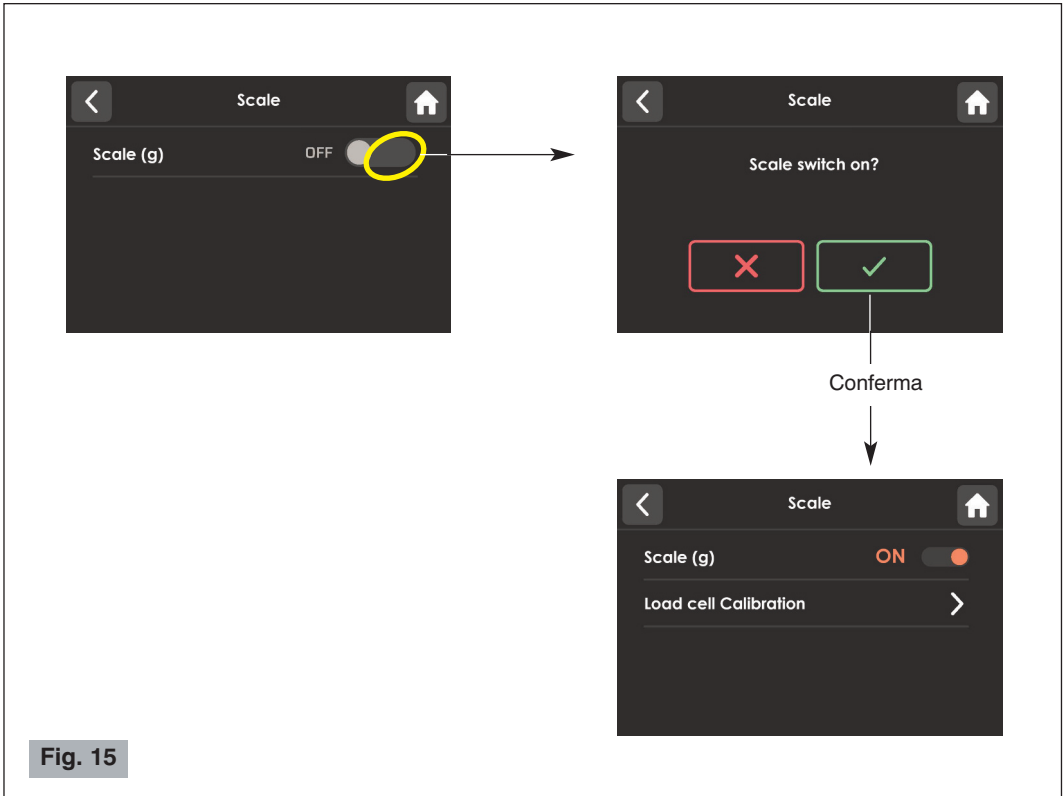 Scale
Scale (g) OFF
Scale
Scale switch on?
Conferma
Scale
Scale (g) ON
Load cell Calibration
Fig. 15